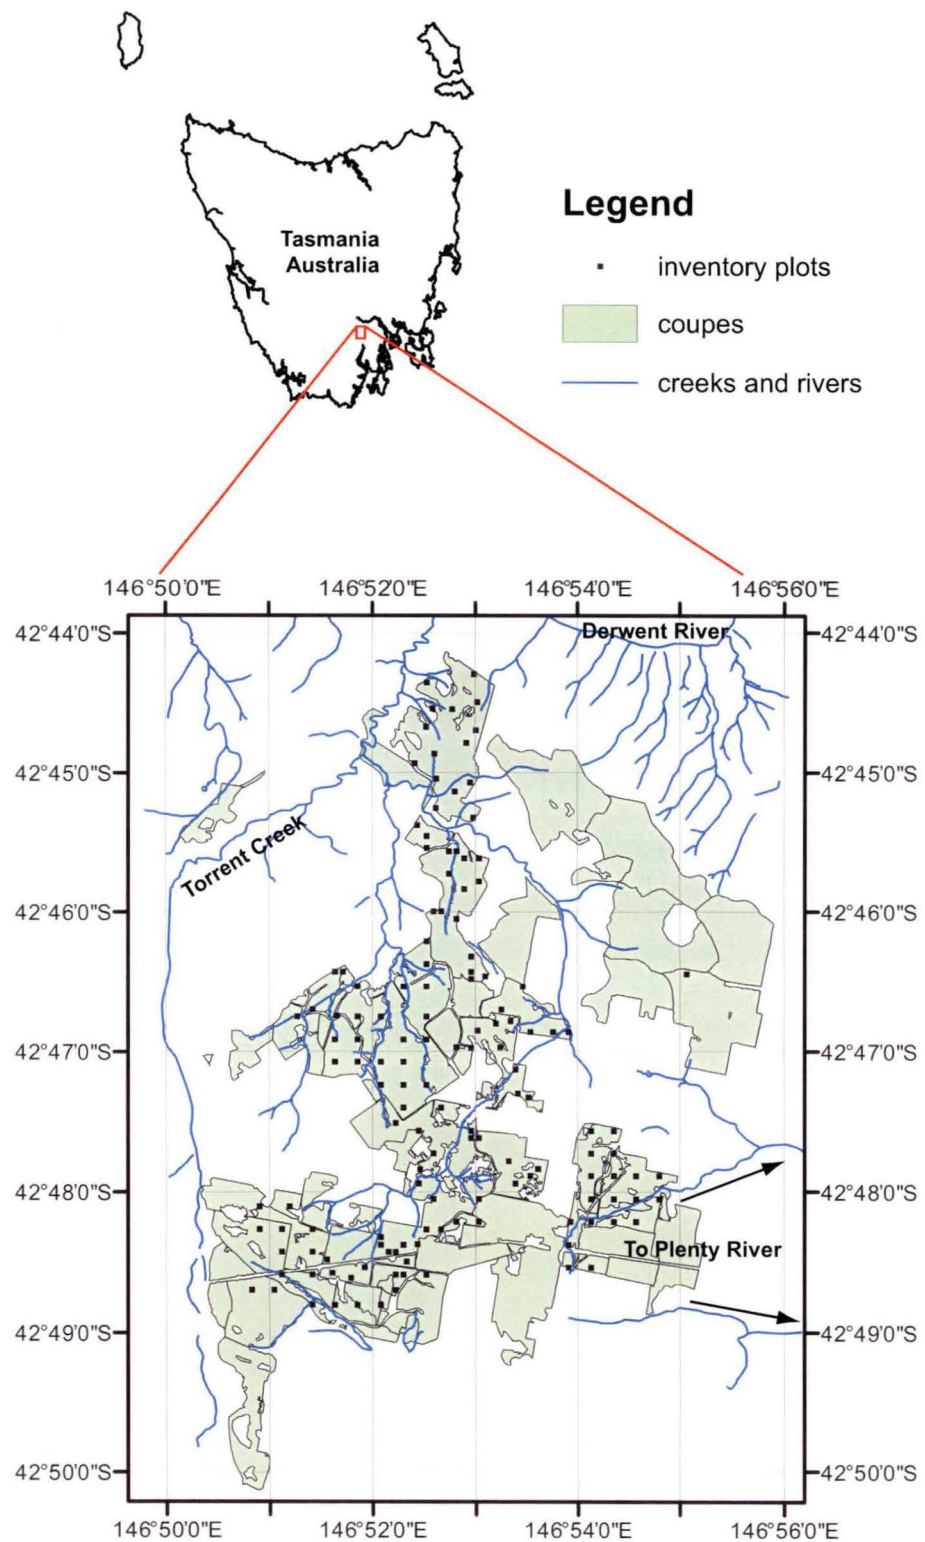 Tasmania
Australia
Legend
inventory plots
coupes
creeks and rivers
146°50'0"E 146°52'0"E 146°54'0"E 146°56'0"E
42°44'0"S Derwent River 42°44'0"S
42°45'0"S 42°45'0"S
Torrent Creek
42°46'0"S 42°46'0"S
42°47'0"S 42°47'0"S
42°48'0"S 42°48'0"S
To Plenty River
42°49'0"S 42°49'0"S
42°50'0"S 42°50'0"S
146°50'0"E 146°52'0"E 146°54'0"E 146°56'0"E